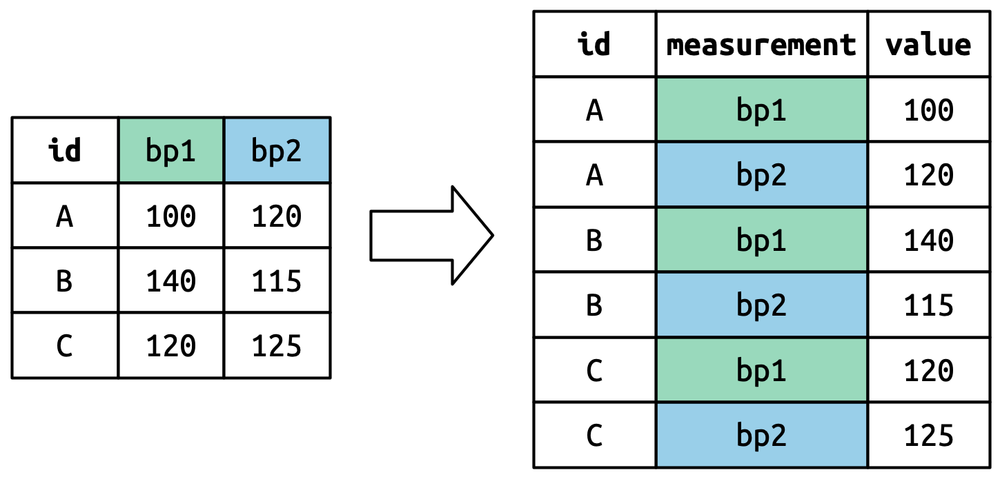 id bp1 bp2
A 100 120
B 140 115
C 120 125
id measurement value
A bp1 100
A bp2 120
B bp1 140
B bp2 115
C bp1 120
C bp2 125